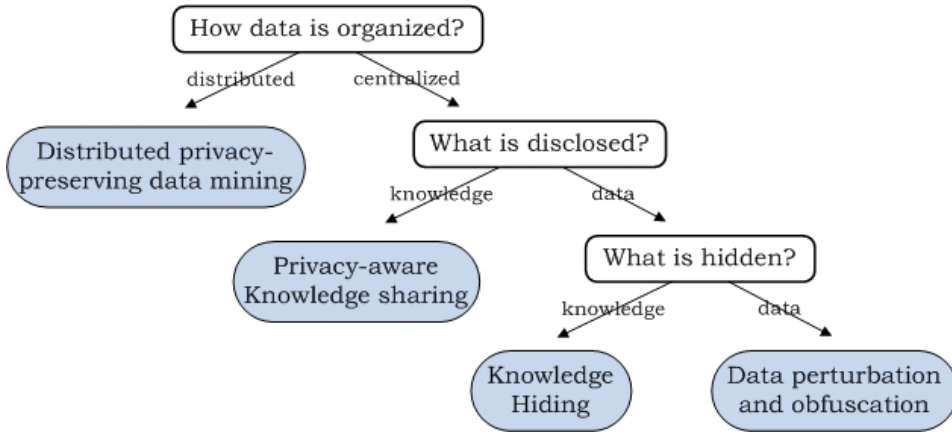 How data is organized?
distributed
centralized
Distributed privacy-
preserving data mining
What is disclosed?
knowledge
data
Privacy-aware
Knowledge sharing
What is hidden?
knowledge
data
Knowledge
Hiding
Data perturbation
and obfuscation